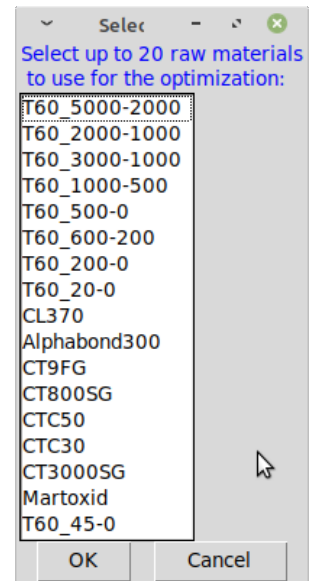 Selec
Select up to 20 raw materials
to use for the optimization:
T60_5000-2000
T60_2000-1000
T60_3000-1000
T60_1000-500
T60_500-0
T60_600-200
T60_200-0
T60_20-0
CL370
Alphabond300
CT9FG
CT800SG
CTC50
CTC30
CT3000SG
Martoxid
T60_45-0
OK Cancel